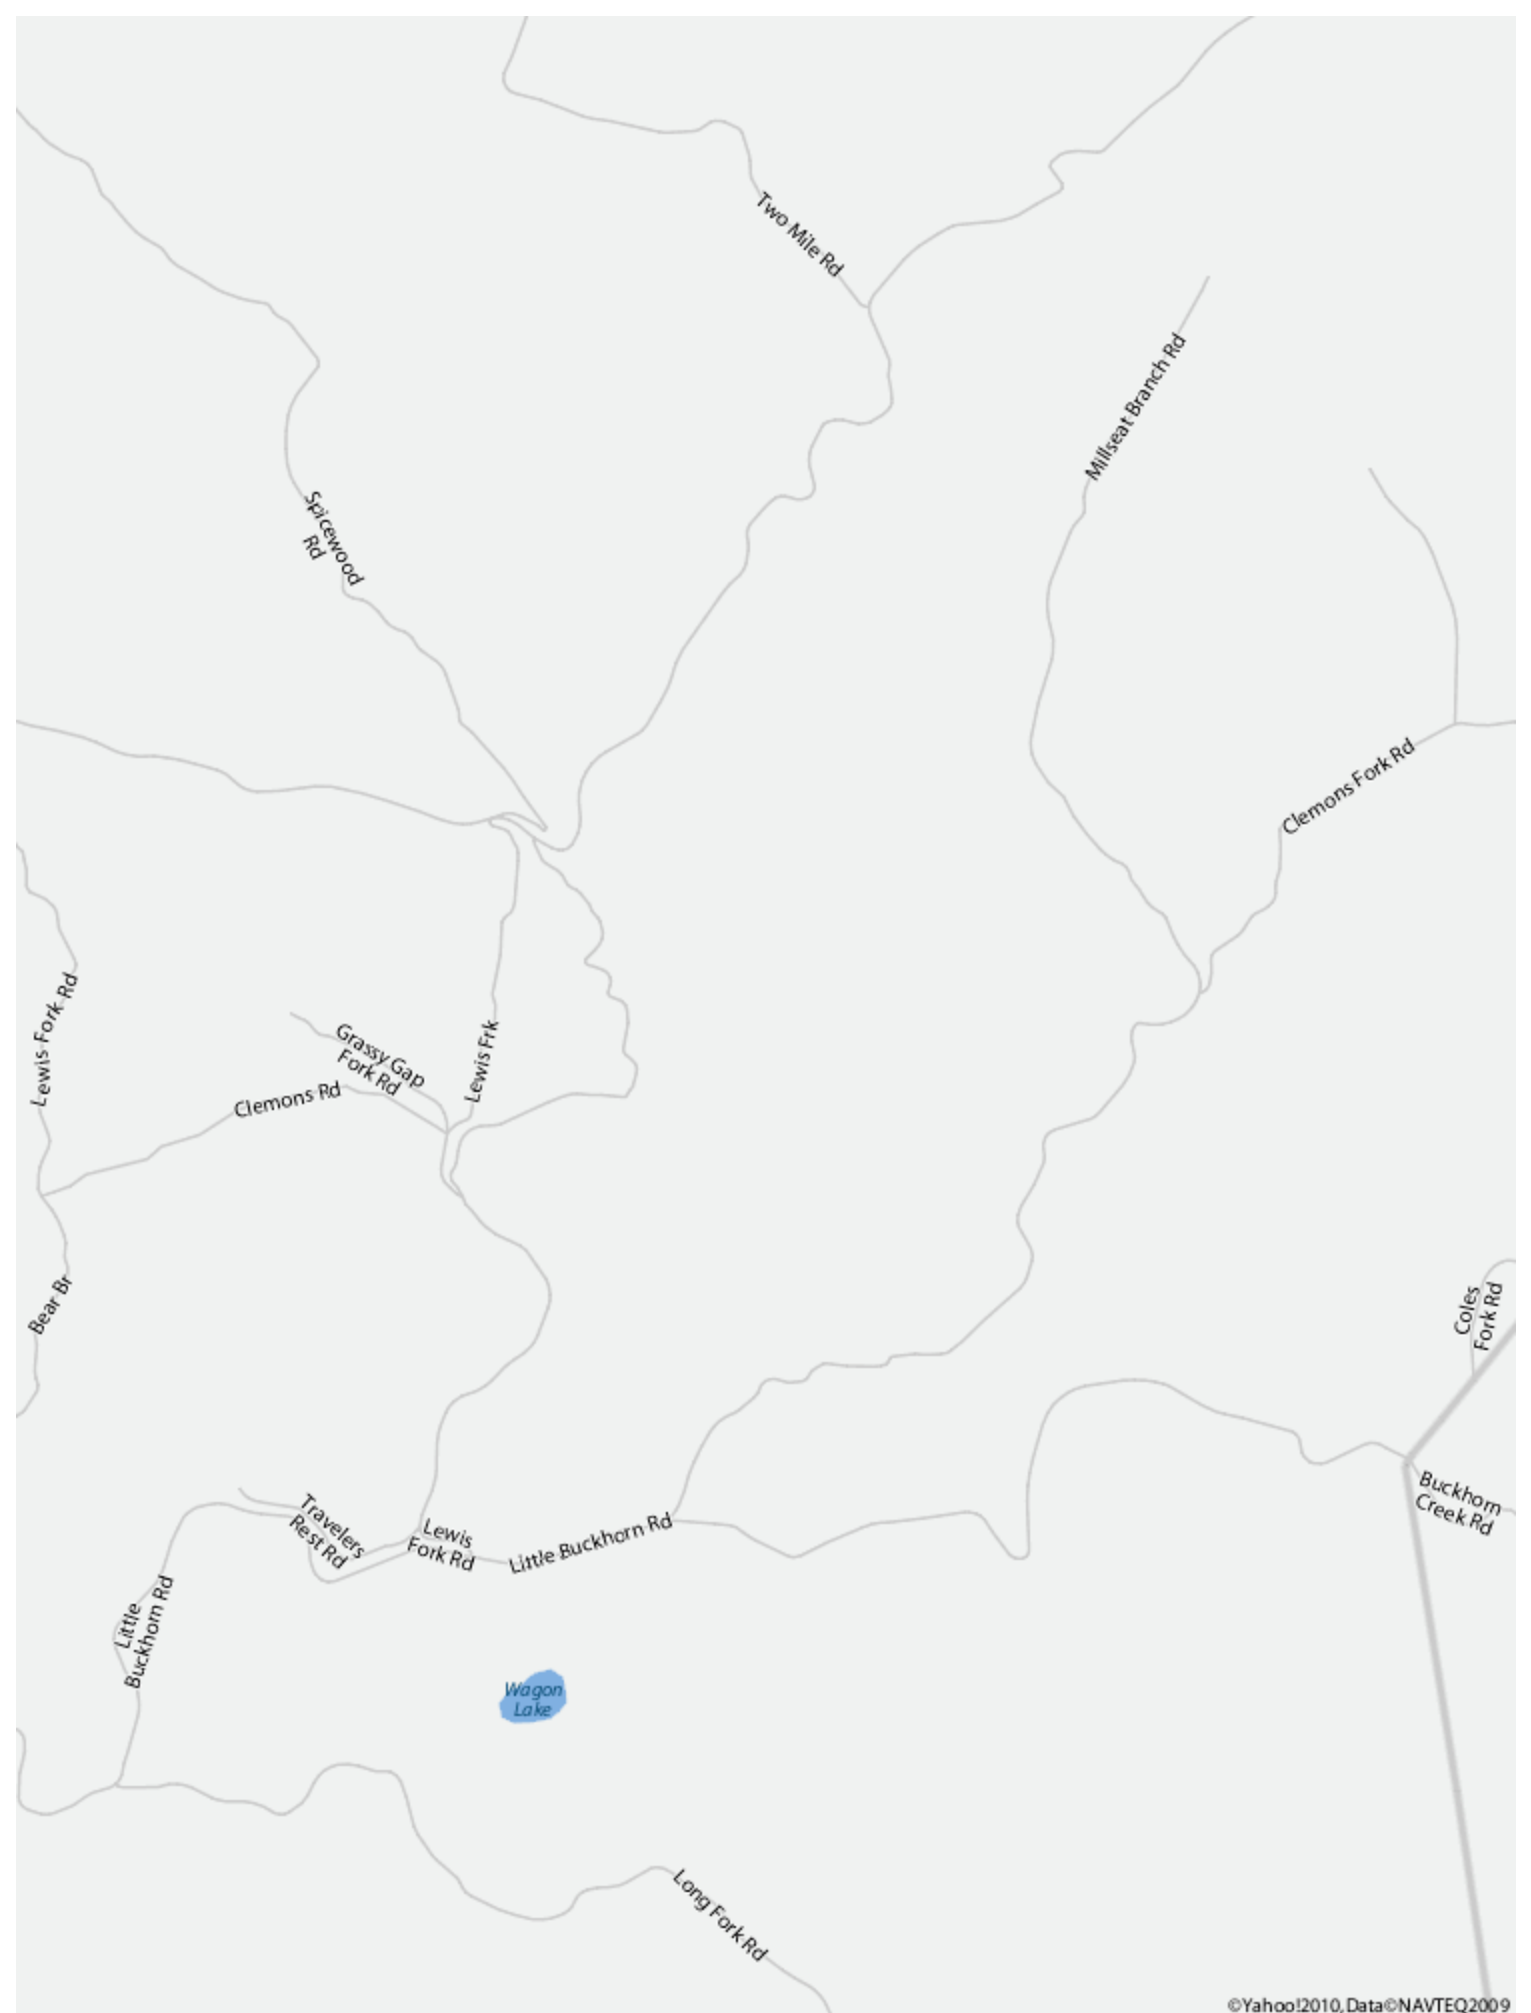 Two Mile Rd
Millseat Branch Rd
Spicewood
Rd
Clemons Fork Rd
Lewis Fork Rd
Grassy Gap
Fork Rd
Lewis Frk
Clemons Rd
Bear Br
Coles
Fork Rd
Buckhorn
Creek Rd
Travelers
Rest Rd
Lewis
Fork Rd
Little Buckhorn Rd
Little
Buckhorn Rd
Wagon
Lake
Long Fork Rd
©Yahoo!2010, Data©NAVTEQ2009